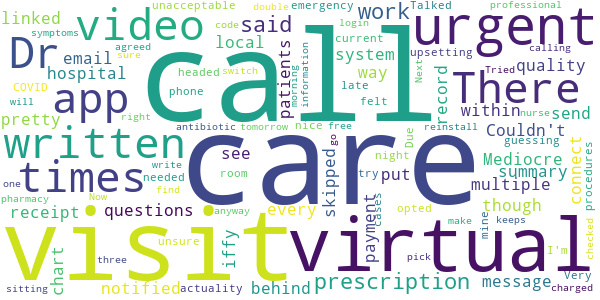 unacceptable double emergency Talked professional
linked video said local code login work urgent
symptoms agreed sure current calling
Dr email system patients morning information Next
hospital headed way Tried quality
COVID will phone switch late felt There record
app call within send
pretty right antibiotic tomorrow nice free Due reinstall nurse Couldn't
written write see go guessing connect procedures
one needed room night try put Mediocre
times find skipped cases multiple summary
pharmacy Now anyway though
receipt questions every payment opted mine message checked
care
visit virtual
chart unsure iffy make keeps I'm
behind pick
three prescription Very
sitting notified actuality charged